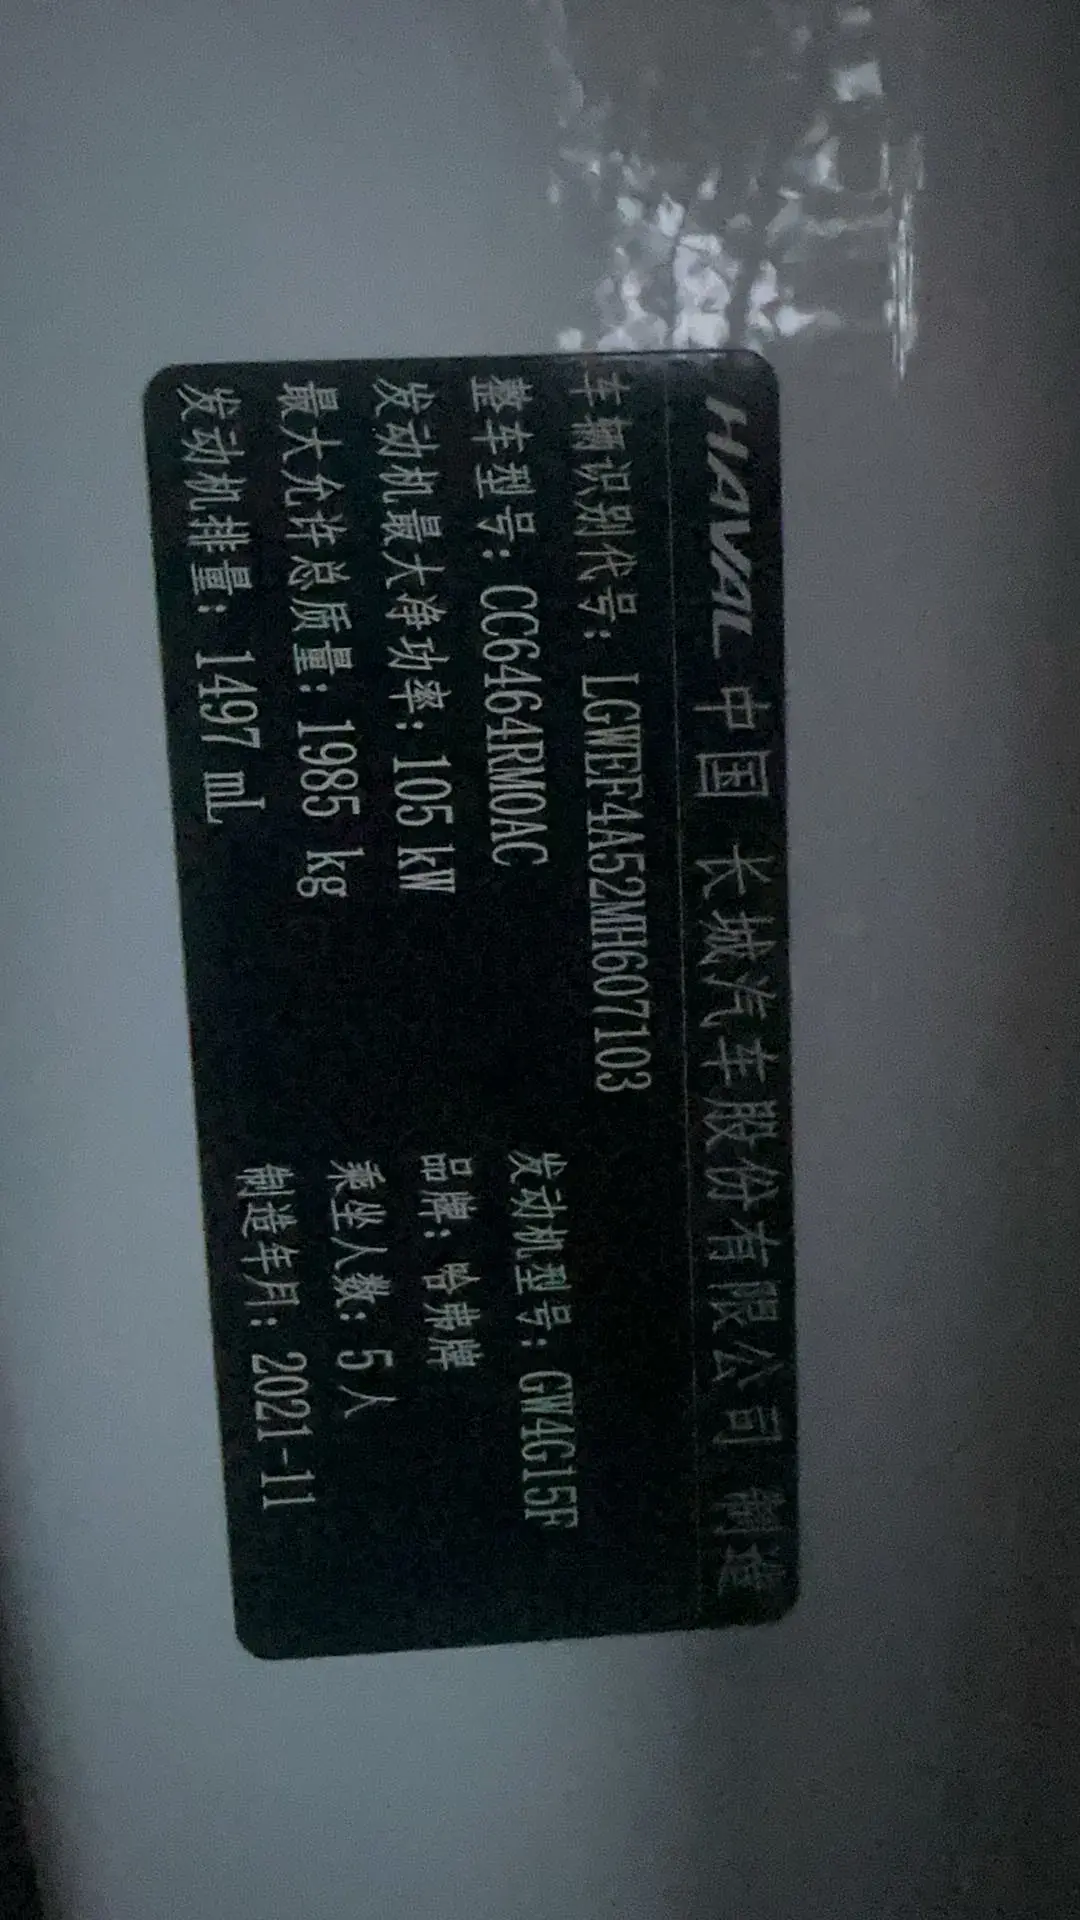 HAVAL 中国 长城汽车股份有限公司 制造
车辆识别代号: LGWEF4A52MH607103
整车型号: CC6464RM0AC
发动机型号: GW4G15F
发动机最大净功率: 105 kW
品牌: 哈弗牌
最大允许总质量: 1985 kg
乘坐人数: 5 人
发动机排量: 1497 mL
制造年月: 2021-11